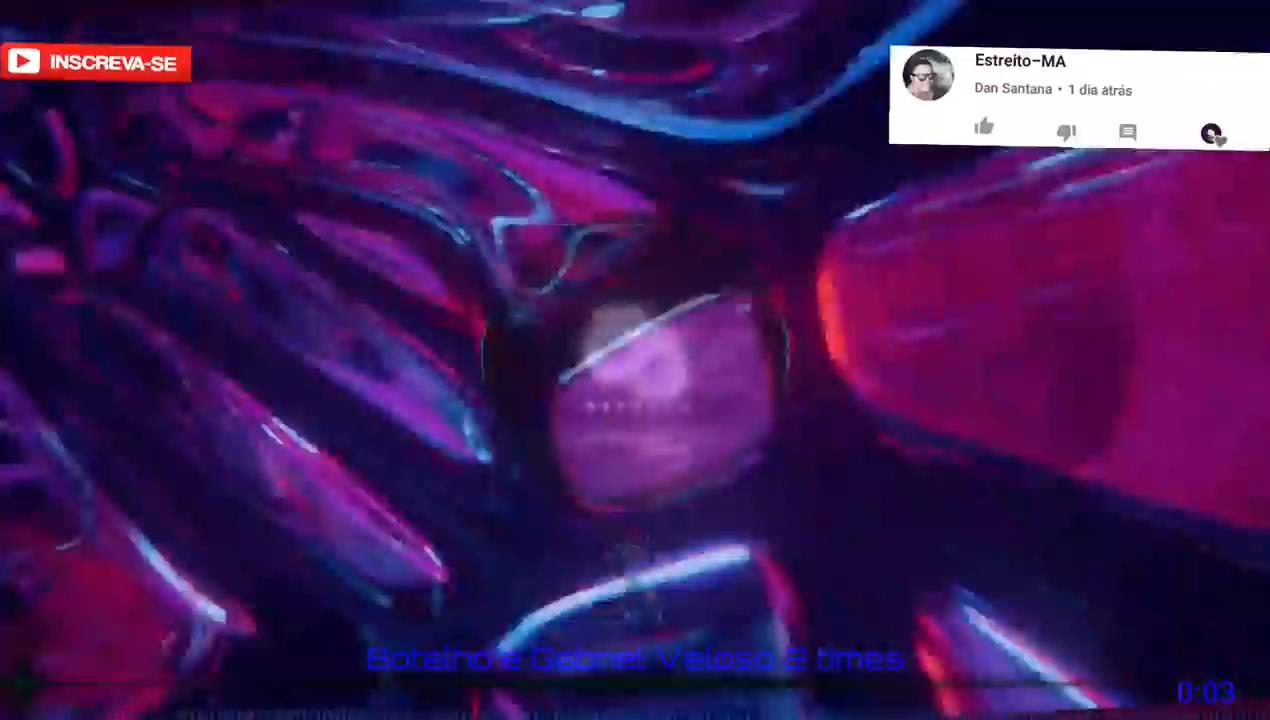 INSCREVA-SE
Estreito-MA
Dan Santana • 1 dia atrás
Botelho e Gabriel Veloso 2 times
0:03